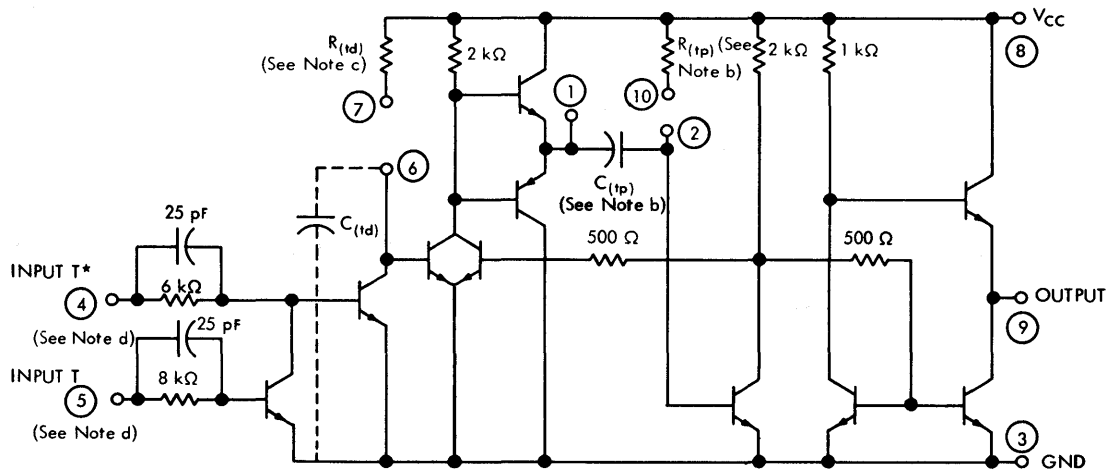 VCC
8
R(td)
(See Note c)
7
2 kΩ
1
R(tp) (See
Note b)
10
2 kΩ
1 kΩ
2
6
C(tp)
(See Note b)
25 pF
C(td)
500 Ω
500 Ω
INPUT T*
4
6 kΩ
(See Note d)
25 pF
OUTPUT
9
INPUT T
5
8 kΩ
(See Note d)
3
GND